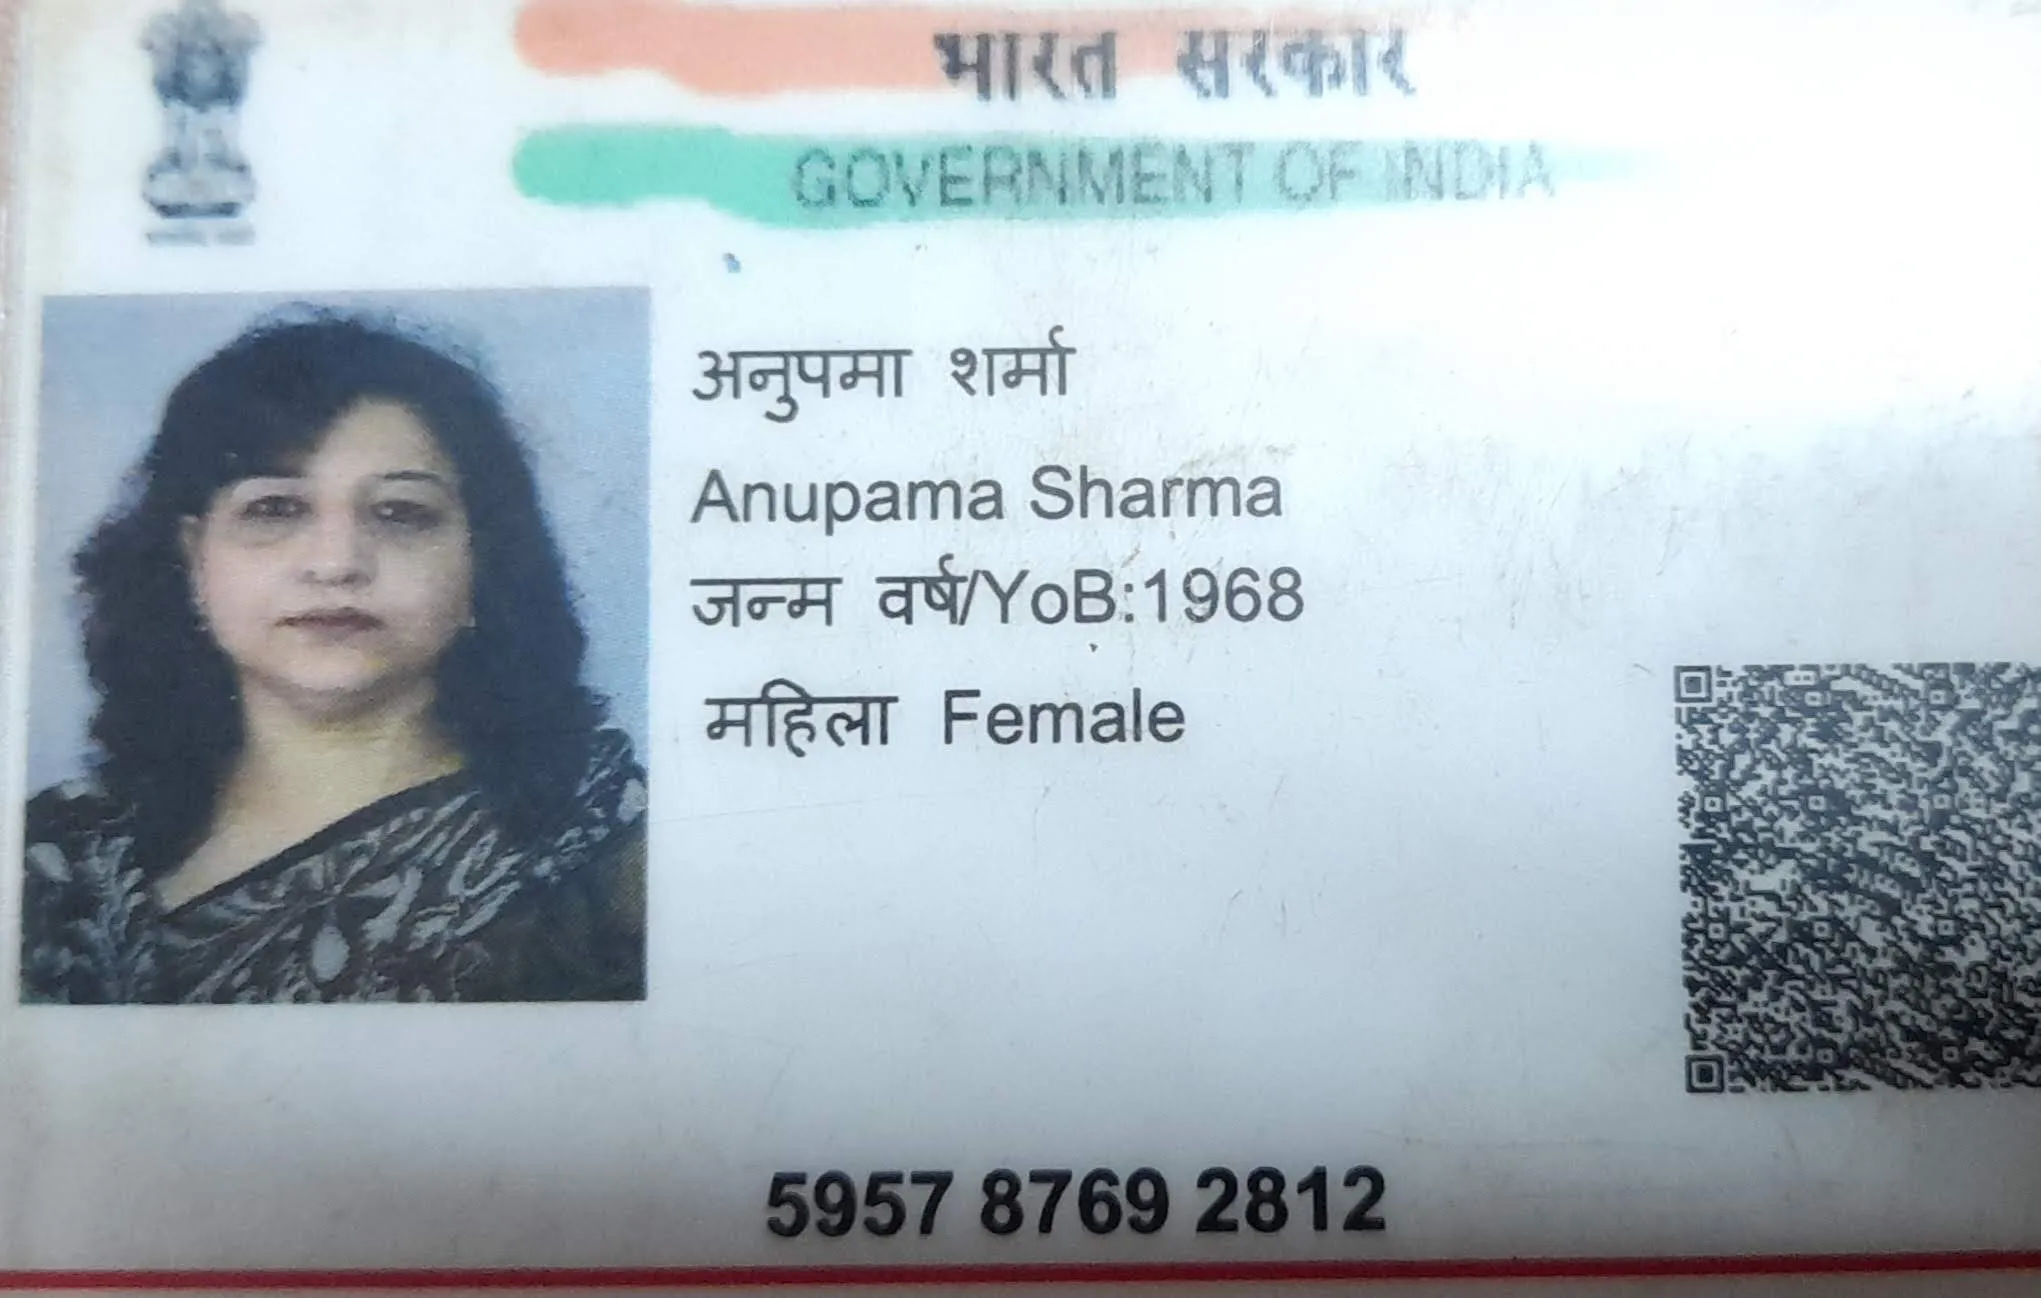 भारत सरकार
GOVERNMENT OF INDIA
अनुपमा शर्मा
Anupama Sharma
जन्म वर्ष/YoB:1968
महिला Female
5957 8769 2812